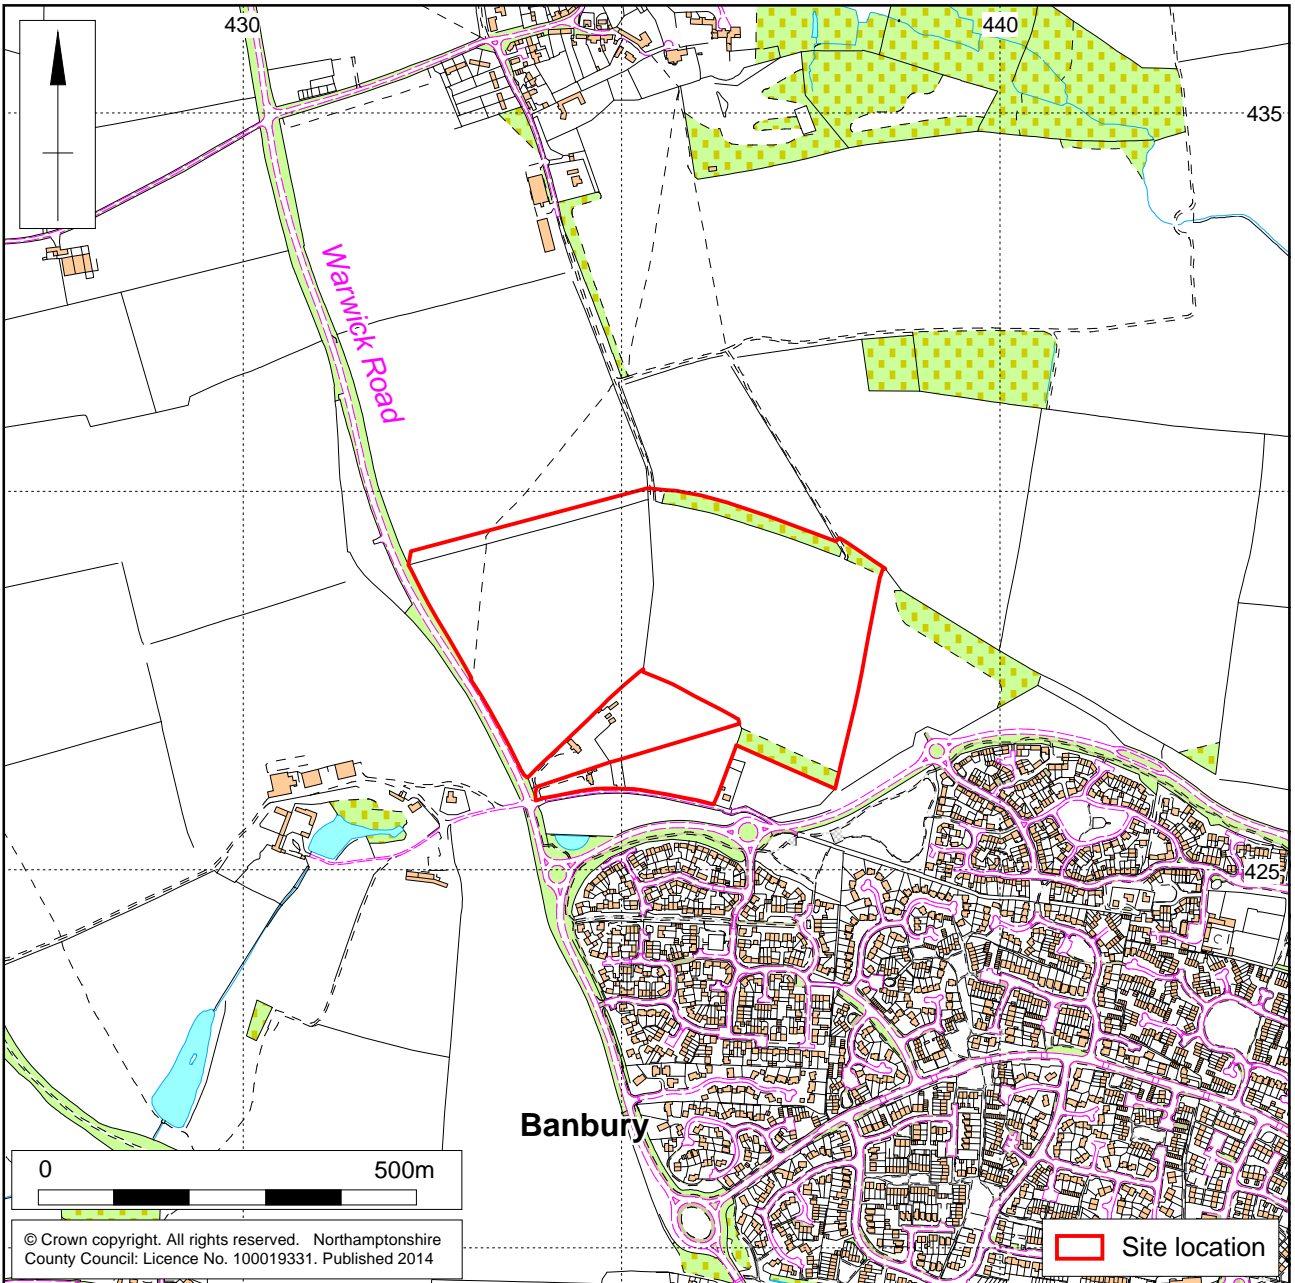 430
440
435
Warwick Road
425
Banbury
0 500m
© Crown copyright. All rights reserved. Northamptonshire
County Council: Licence No. 100019331. Published 2014
Site location